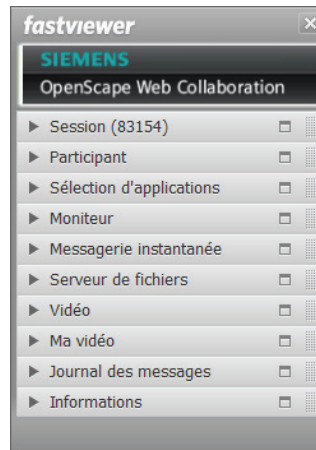 fastviewer
SIEMENS
OpenScape Web Collaboration
Session (83154)
Participant
Sélection d'applications
Moniteur
Messagerie instantanée
Serveur de fichiers
Vidéo
Ma vidéo
Journal des messages
Informations